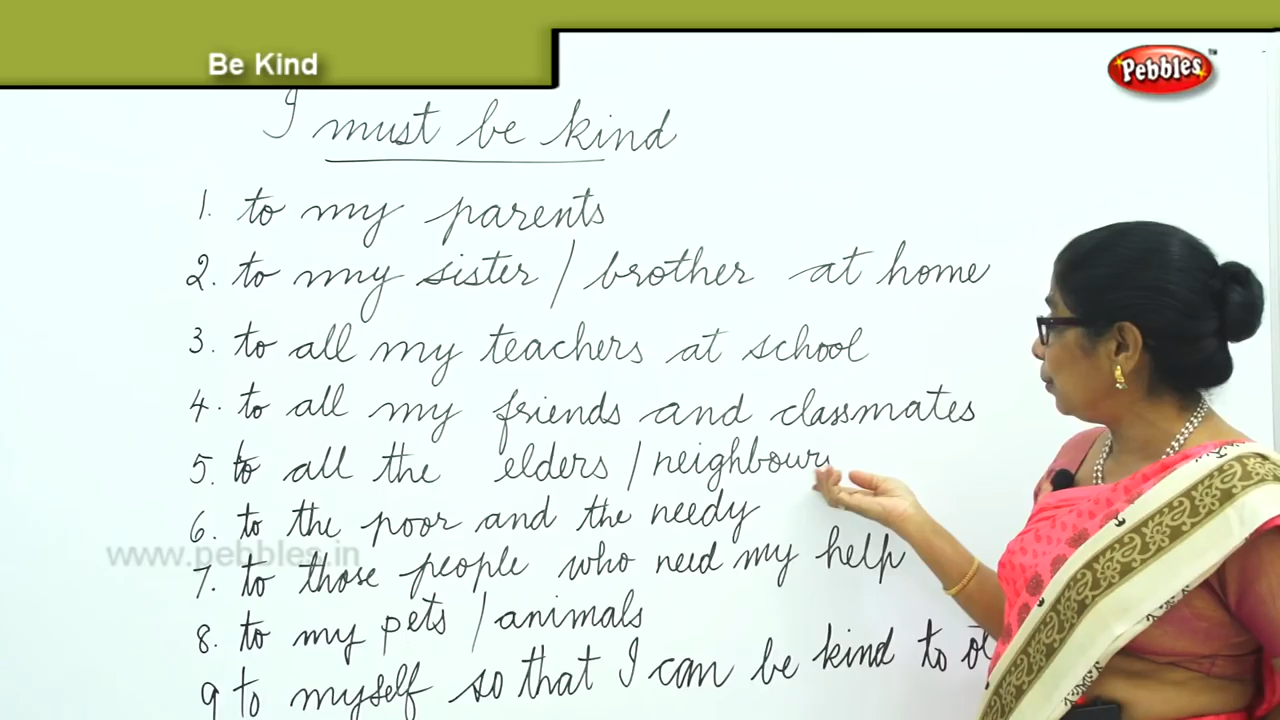 Be Kind
Pebbles™
I must be kind
1. to my parents
2. to my sister / brother at home
3. to all my teachers at school
4. to all my friends and classmates
5. to all the elders / neighbour
6. to the poor and the needy
www.pebbles.in
7. to those people who need my help
8. to my pets / animals
9 to myself so that I can be kind to